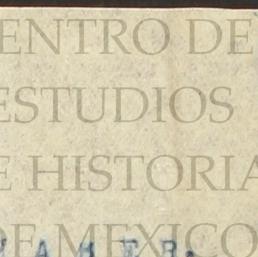 ENTRO DE
ESTUDIOS
E HISTORIA
DE MEXICO